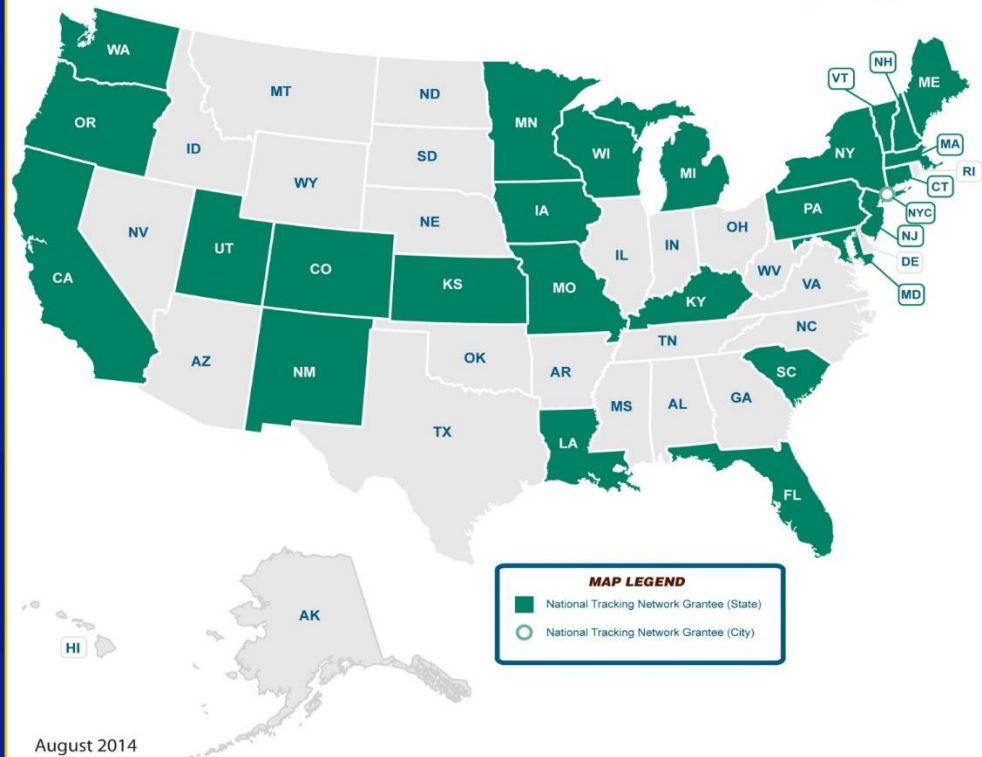 WA
MT
ND
MN
VT
NH
ME
OR
ID
SD
WI
MI
NY
MA
RI
WY
CT
IA
PA
NYC
NE
NJ
NV
UT
OH
IL
IN
DE
CO
WV
CA
KS
MO
VA
MD
KY
NC
TN
AZ
OK
NM
AR
SC
MS
AL
GA
TX
LA
FL
MAP LEGEND
National Tracking Network Grantee (State)
National Tracking Network Grantee (City)
AK
HI
August 2014